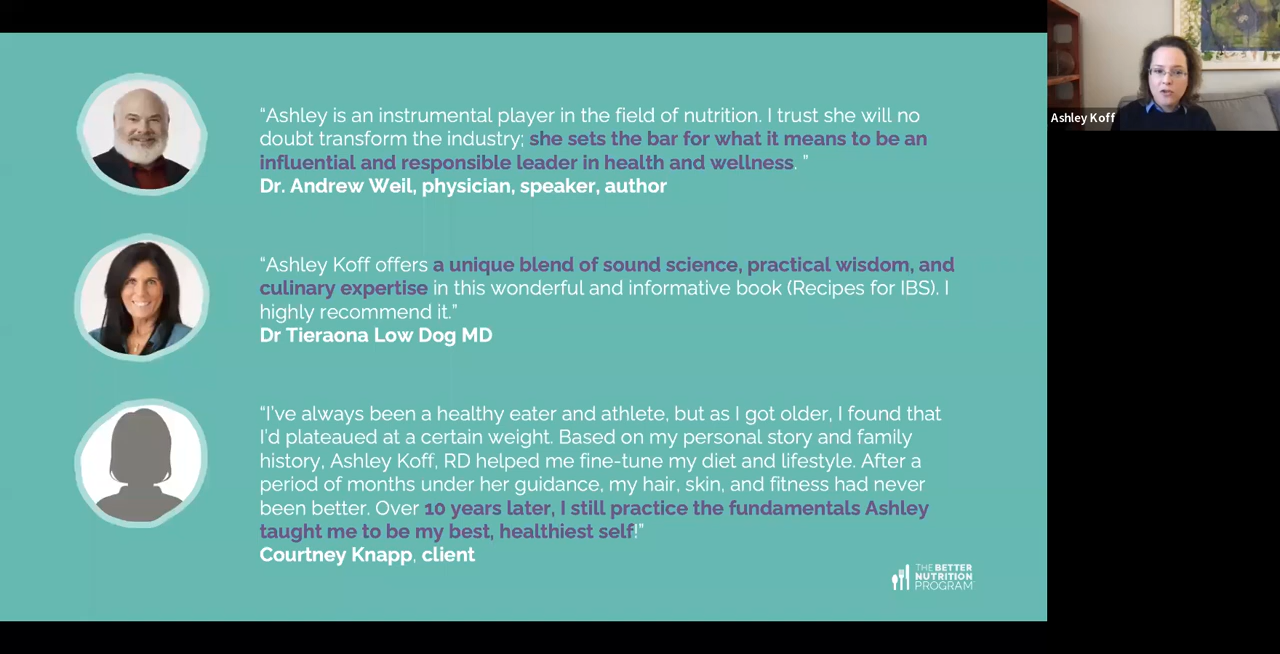 “Ashley is an instrumental player in the field of nutrition. I trust she will no
doubt transform the industry; she sets the bar for what it means to be an
influential and responsible leader in health and wellness. ”
Dr. Andrew Weil, physician, speaker, author
“Ashley Koff offers a unique blend of sound science, practical wisdom, and
culinary expertise in this wonderful and informative book (Recipes for IBS). I
highly recommend it.”
Dr Tieraona Low Dog MD
“I’ve always been a healthy eater and athlete, but as I got older, I found that
I’d plateaued at a certain weight. Based on my personal story and family
history, Ashley Koff, RD helped me fine-tune my diet and lifestyle. After a
period of months under her guidance, my hair, skin, and fitness had never
been better. Over 10 years later, I still practice the fundamentals Ashley
taught me to be my best, healthiest self!”
Courtney Knapp, client
THE BETTER
NUTRITION
PROGRAM
Ashley Koff